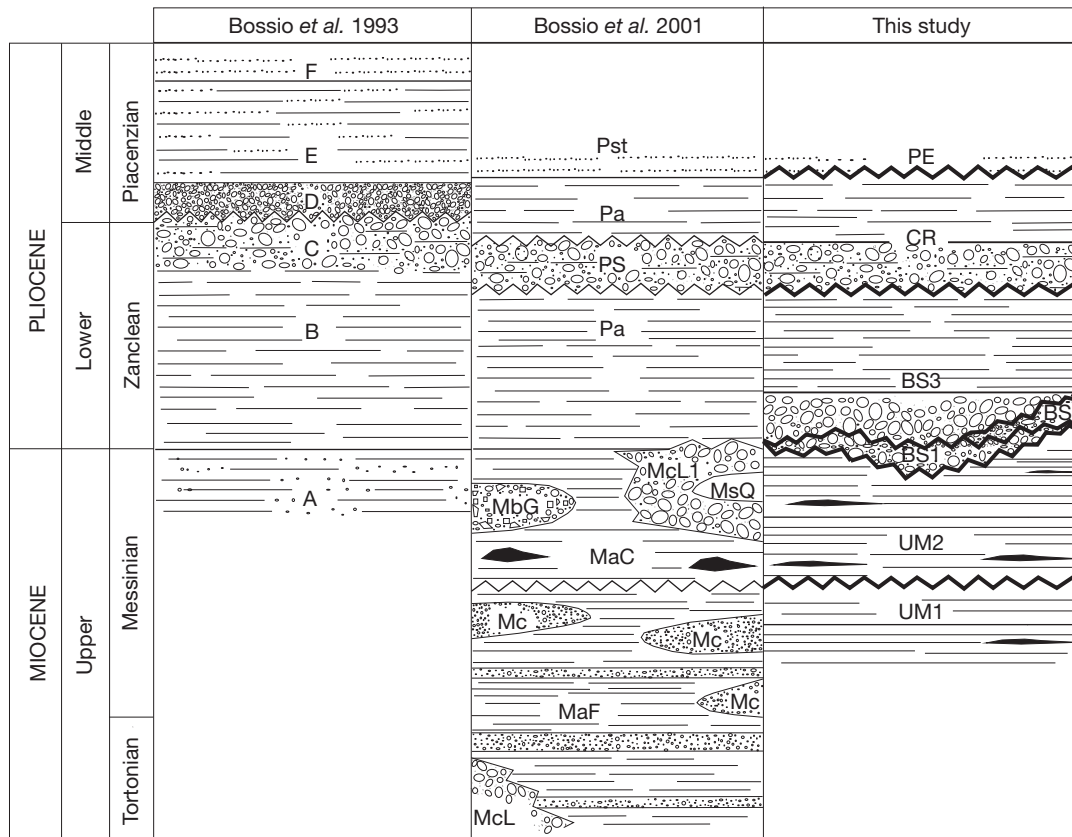 Bossio et al. 1993
Bossio et al. 2001
This study
PLIOCENE
Middle
Piacenzian
Lower
Zanclean
MIOCENE
Upper
Messinian
Tortonian
F
E
D
C
B
A
Pst
Pa
PS
Pa
McL1
MsQ
MbG
MaC
Mc
Mc
Mc
MaF
McL
PE
CR
BS3
BS
BS1
UM2
UM1